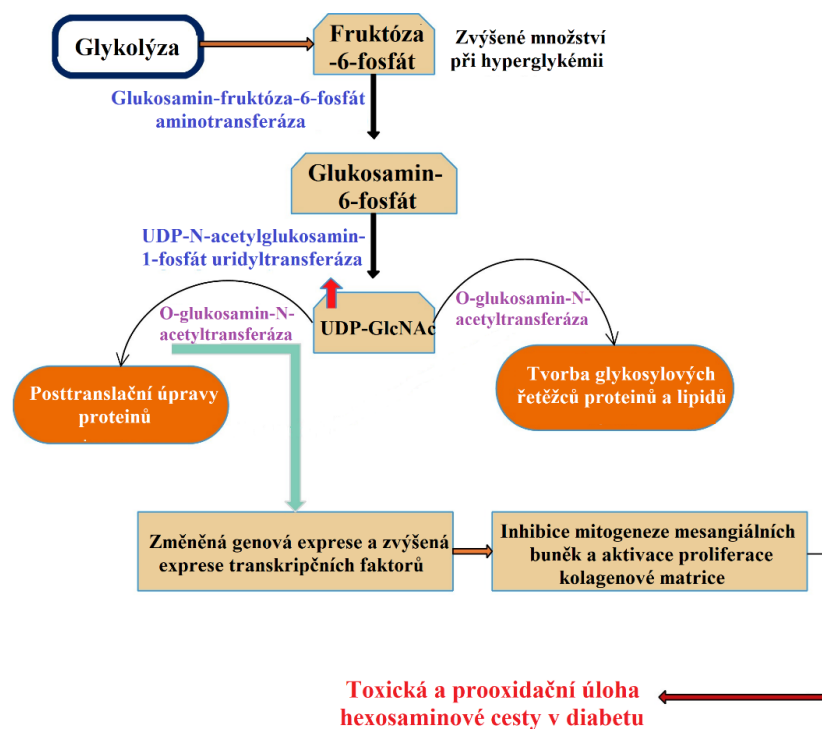 Glykolýza
Fruktóza
-6-fosfát
Zvýšené množství
při hyperglykémii
Glukosamin-fruktóza-6-fosfát
aminotransferáza
Glukosamin-
6-fosfát
UDP-N-acetylglukosamin-
1-fosfát uridyltransferáza
O-glukosamin-N-
acetyltransferáza
UDP-GlcNAc
O-glukosamin-N-
acetyltransferáza
Posttranslační úpravy
proteinů
Tvorba glykosylových
řetěžců proteinů a lipidů
Změněná genová exprese a zvýšená
exprese transkripčních faktorů
Inhibice mitogeneze mesangiálních
buněk a aktivace proliferace
kolagenové matrice
Toxická a prooxidační úloha
hexosaminové cesty v diabetu